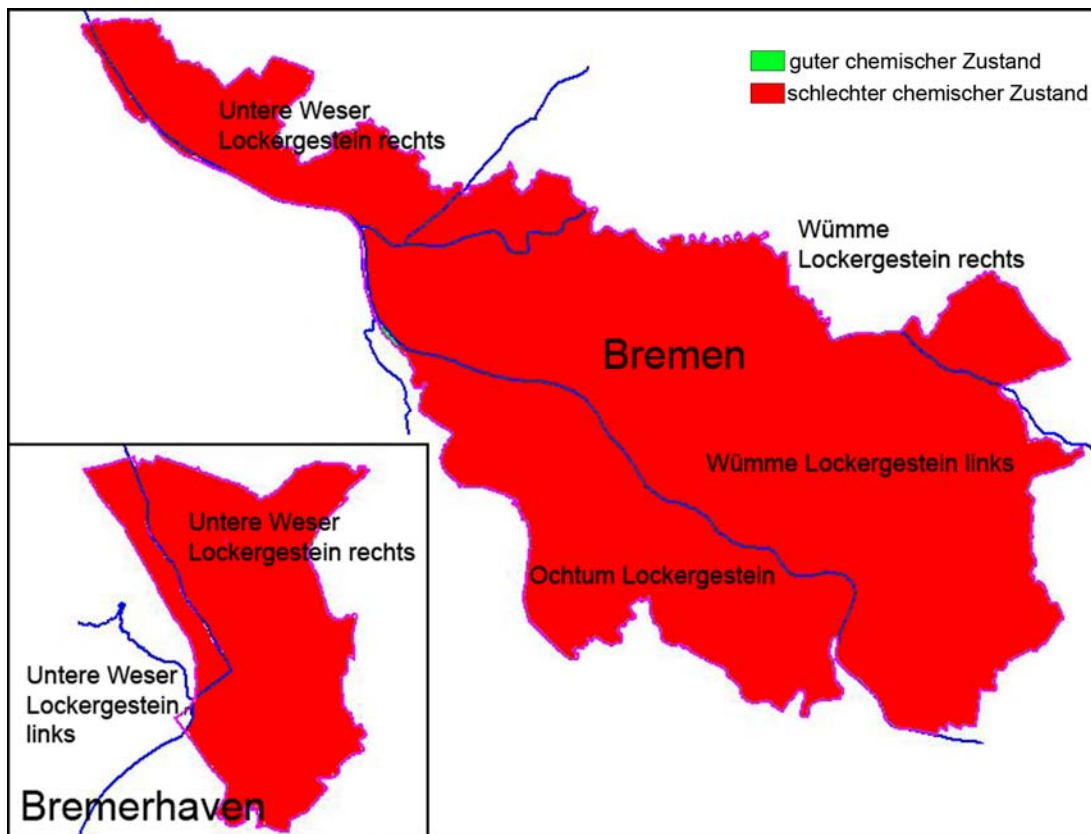 guter chemischer Zustand
schlechter chemischer Zustand
Untere Weser
Lockergestein rechts
Wümme
Lockergestein rechts
Bremen
Wümme Lockergestein links
Ochtum Lockergestein
Untere Weser
Lockergestein rechts
Untere Weser
Lockergestein
links
Bremerhaven